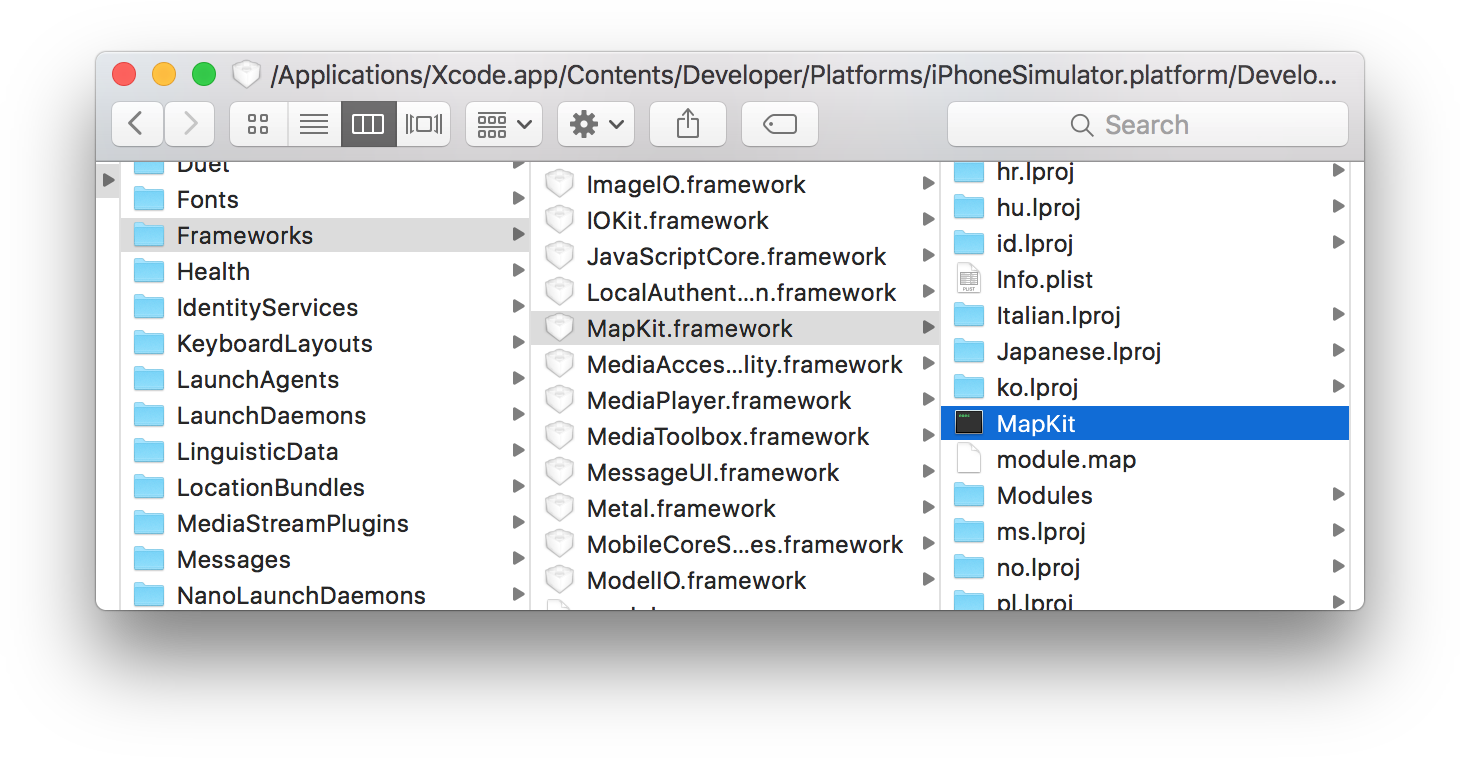 /Applications/Xcode.app/Contents/Developer/Platforms/iPhoneSimulator.platform/Develo...
Search
Duet
Fonts
Frameworks
Health
IdentityServices
KeyboardLayouts
LaunchAgents
LaunchDaemons
LinguisticData
LocationBundles
MediaStreamPlugins
Messages
NanoLaunchDaemons
ImageIO.framework
IOKit.framework
JavaScriptCore.framework
LocalAuthent...n.framework
MapKit.framework
MediaAcces...lity.framework
MediaPlayer.framework
MediaToolbox.framework
MessageUI.framework
Metal.framework
MobileCoreS...es.framework
ModelIO.framework
hr.lproj
hu.lproj
id.lproj
Info.plist
Italian.lproj
Japanese.lproj
ko.lproj
MapKit
module.map
Modules
ms.lproj
no.lproj
pl.lproj